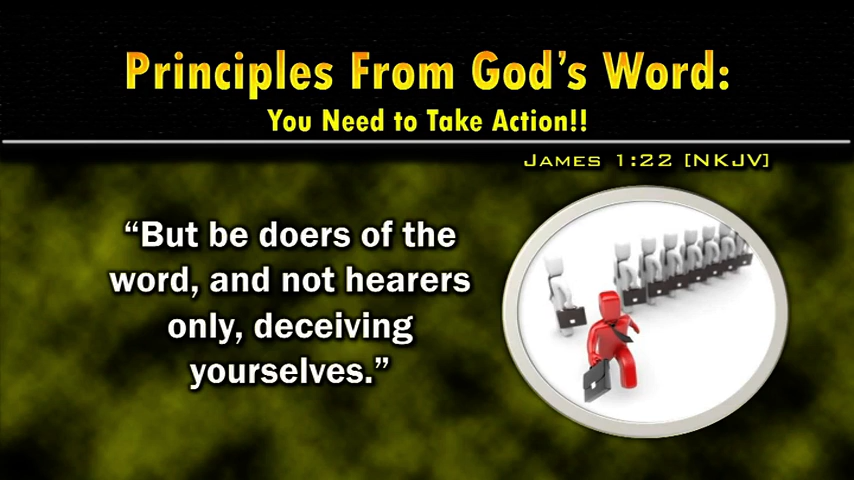 Principles From God's Word:
You Need to Take Action!!
James 1:22 [NKJV]
“But be doers of the
word, and not hearers
only, deceiving
yourselves.”